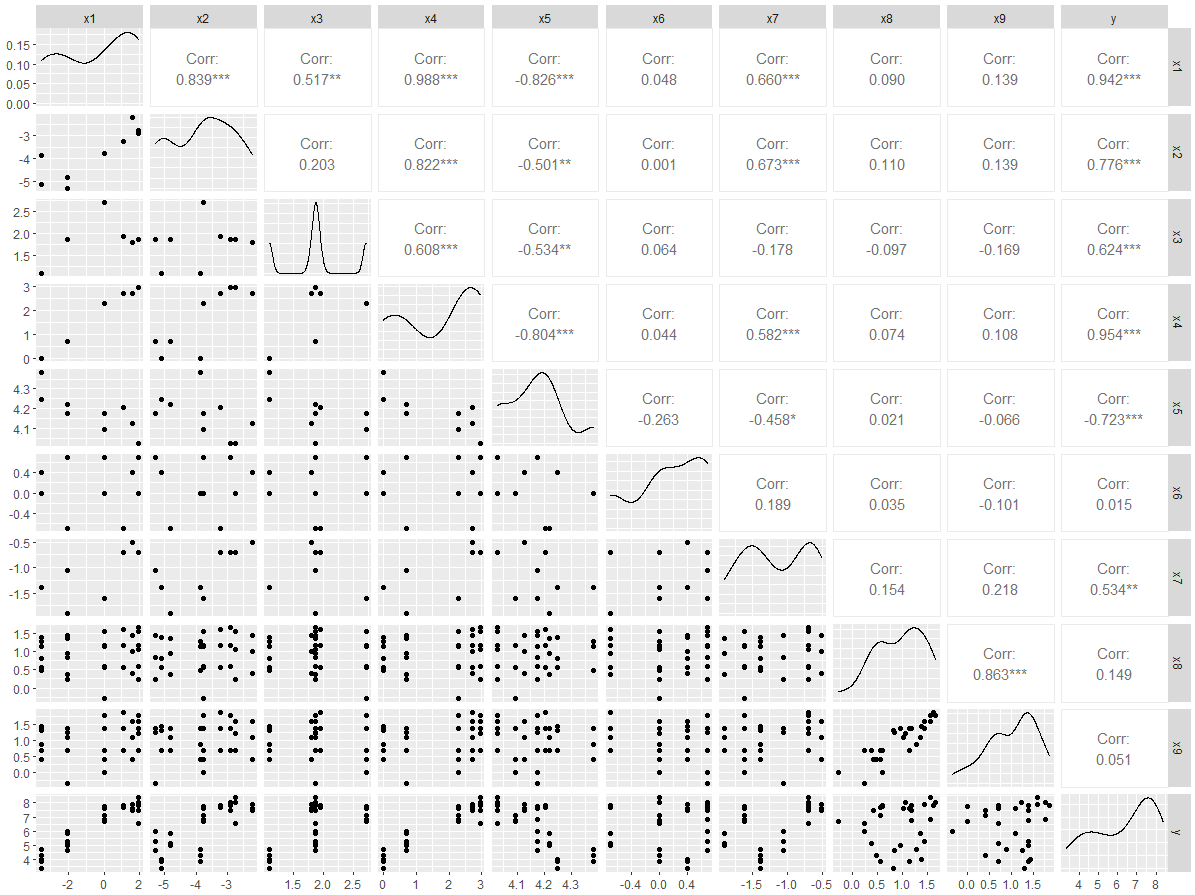 x1 x2 x3 x4 x5 x6 x7 x8 x9 y
0.15 Corr: Corr: Corr: Corr: Corr: Corr: Corr: Corr: Corr:
0.10 0.839*** 0.517** 0.988*** -0.826*** 0.048 0.660*** 0.090 0.139 0.942*** x1
0.05
0.00
-3 Corr: Corr: Corr: Corr: Corr: Corr: Corr: Corr:
-4 0.203 0.822*** -0.501** 0.001 0.673*** 0.110 0.139 0.776*** x2
-5
2.5 Corr: Corr: Corr: Corr: Corr: Corr: Corr:
2.0 0.608*** -0.534** 0.064 -0.178 -0.097 -0.169 0.624*** x3
1.5
3 Corr: Corr: Corr: Corr: Corr: Corr:
2 -0.804*** 0.044 0.582*** 0.074 0.108 0.954*** x4
1
0
4.3 Corr: Corr: Corr: Corr: Corr:
4.2 -0.263 -0.458* 0.021 -0.066 -0.723*** x5
4.1
0.4 Corr: Corr: Corr: Corr:
0.0 0.189 0.035 -0.101 0.015 x6
-0.4
-0.5 Corr: Corr: Corr:
-1.0 0.154 0.218 0.534** x7
-1.5
1.5 Corr: Corr:
1.0 0.863*** 0.149 x8
0.5
0.0
1.5 Corr:
1.0 0.051 x9
0.5
0.0
8
7
6 y
5
4
-2 0 2 -5 -4 -3 1.5 2.0 2.5 0 1 2 3 4.1 4.2 4.3 -0.4 0.0 0.4 -1.5 -1.0 -0.5 0.0 0.5 1.0 1.5 0.0 0.5 1.0 1.5 3 4 5 6 7 8